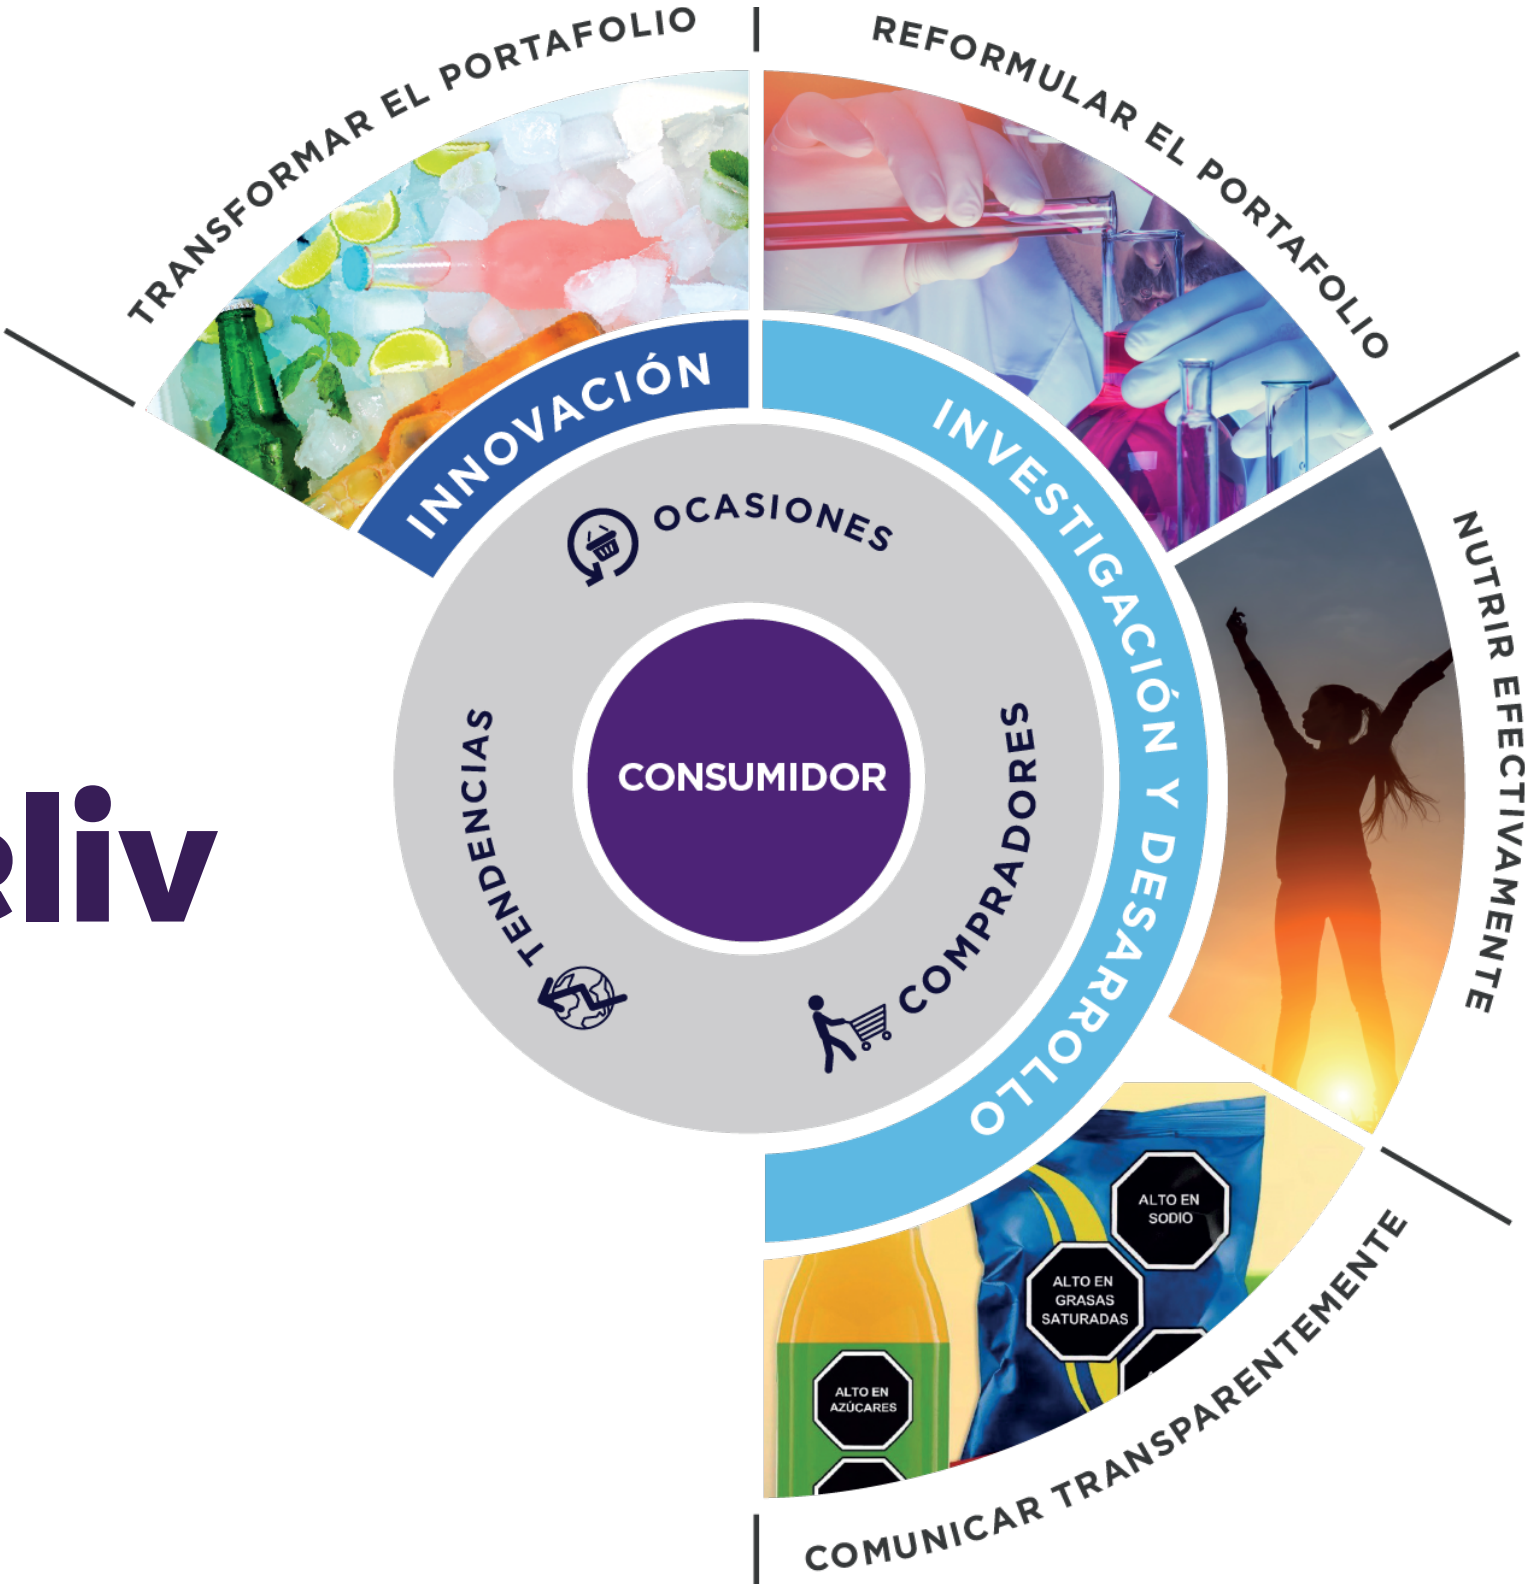 TRANSFORMAR EL PORTAFOLIO
REFORMULAR EL PORTAFOLIO
NUTRIR EFECTIVAMENTE
COMUNICAR TRANSPARENTEMENTE
INNOVACIÓN
INVESTIGACIÓN Y DESARROLLO
OCASIONES
TENDENCIAS
COMPRADORES
CONSUMIDOR
liv
ALTO EN
SODIO
ALTO EN
GRASAS
SATURADAS
ALTO EN
AZÚCARES